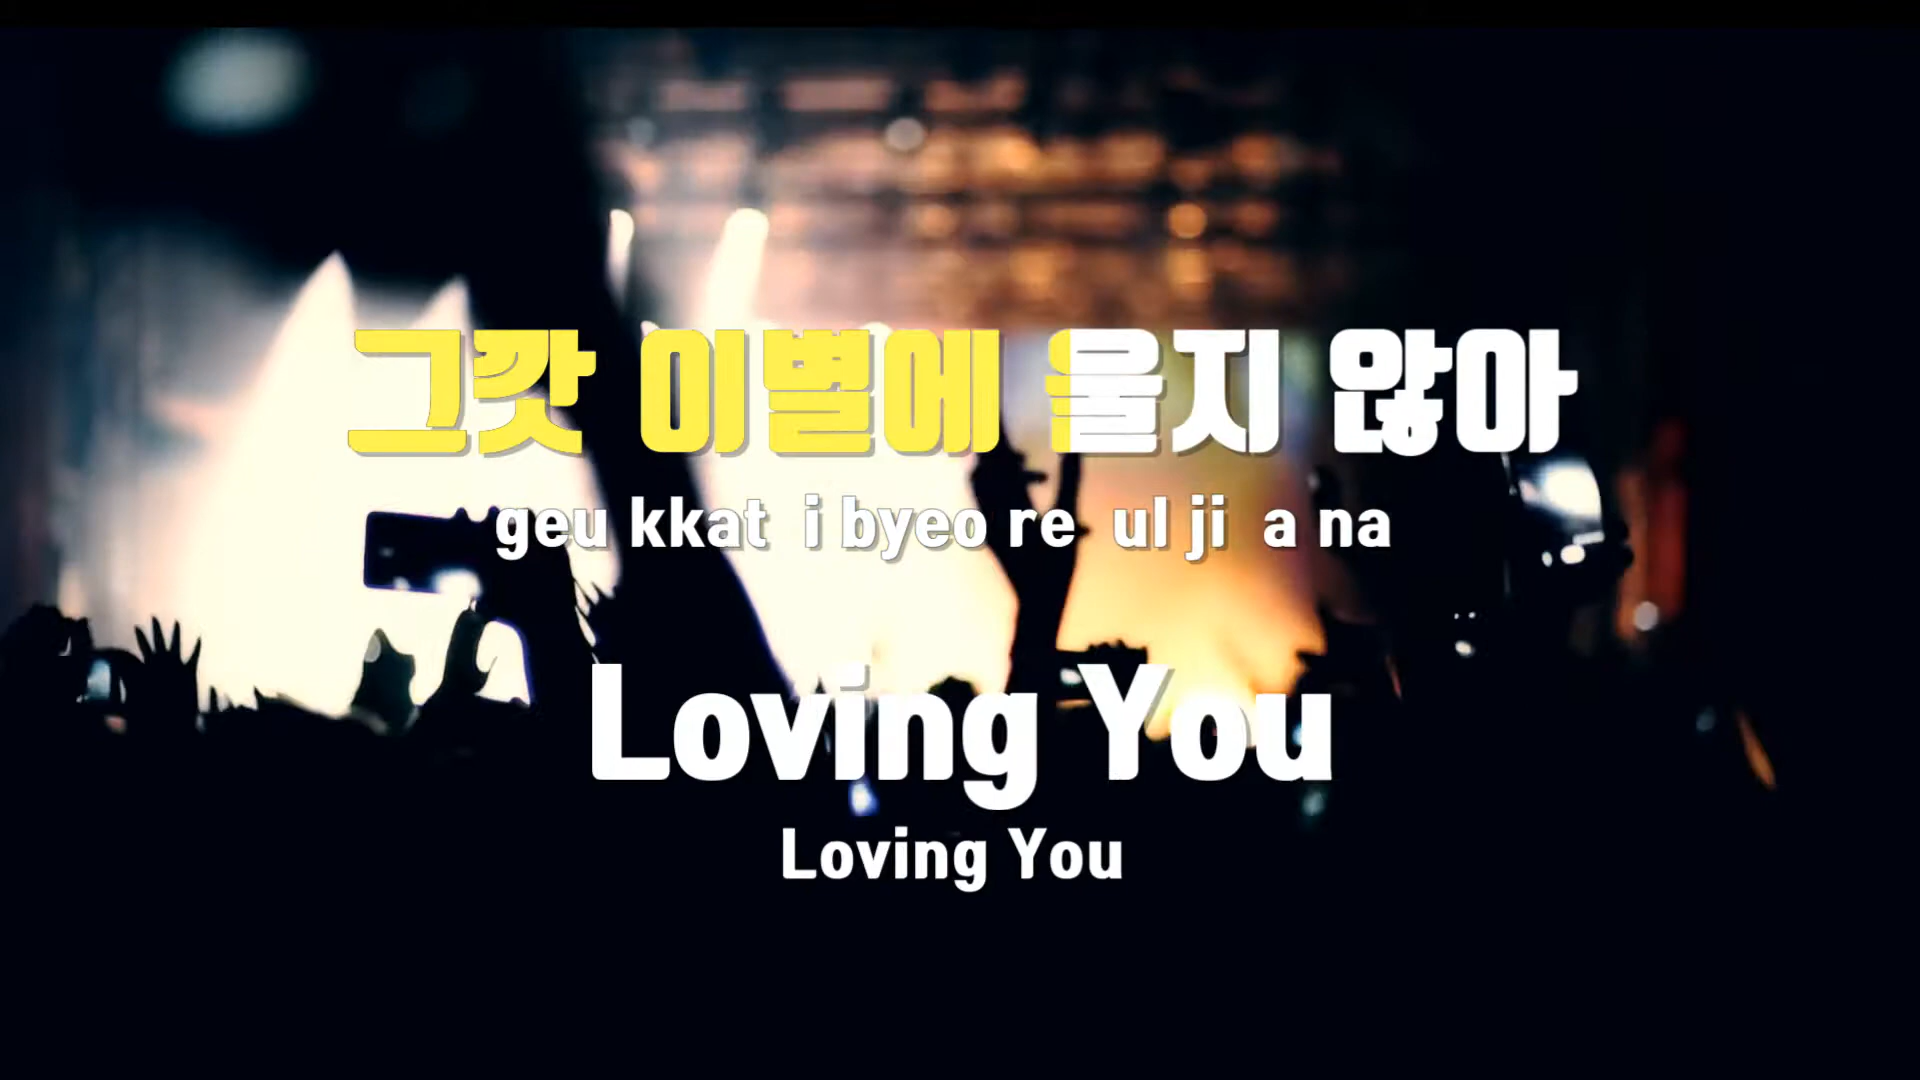 그깟 이별에 울지 않아
geu kkat i byeo re ul ji a na
Loving You
Loving You